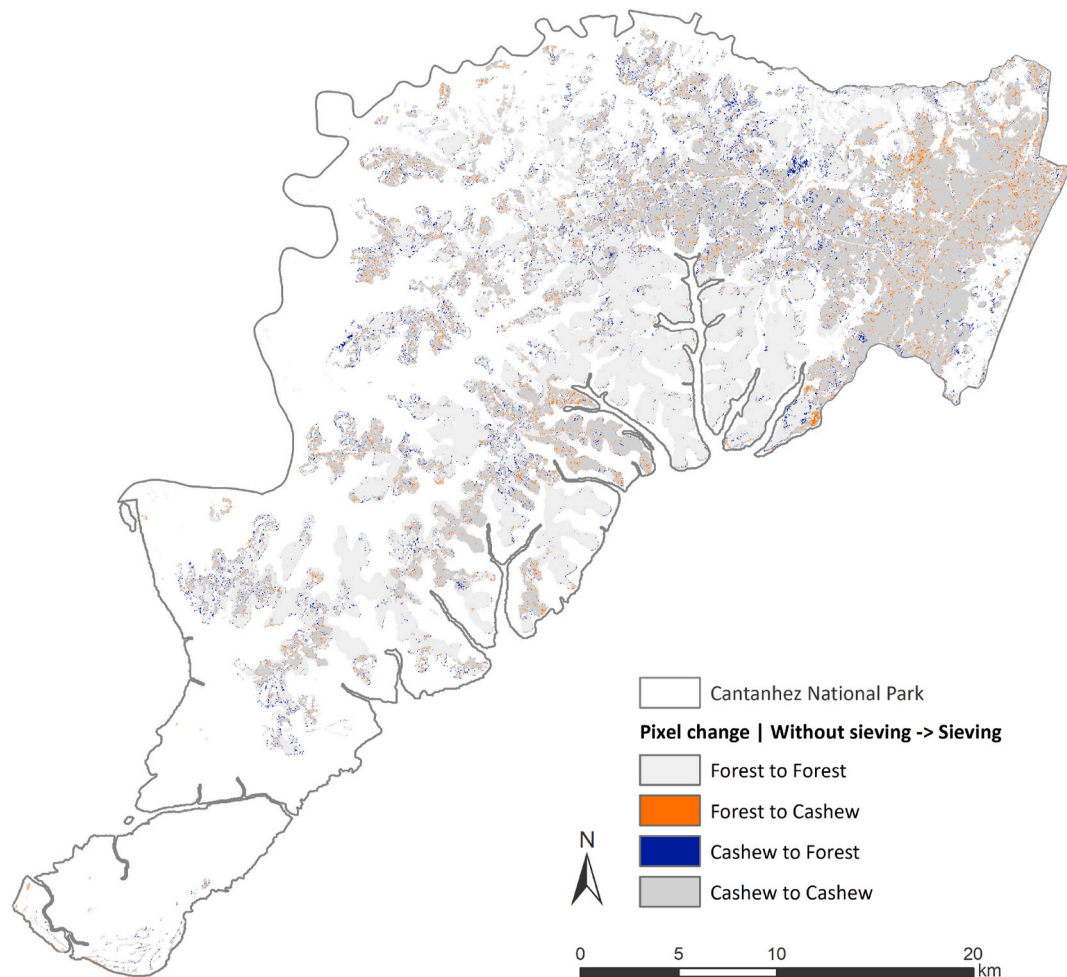 Cantanhez National Park
Pixel change | Without sieving -> Sieving
Forest to Forest
Forest to Cashew
Cashew to Forest
Cashew to Cashew
N
0 5 10 20
km